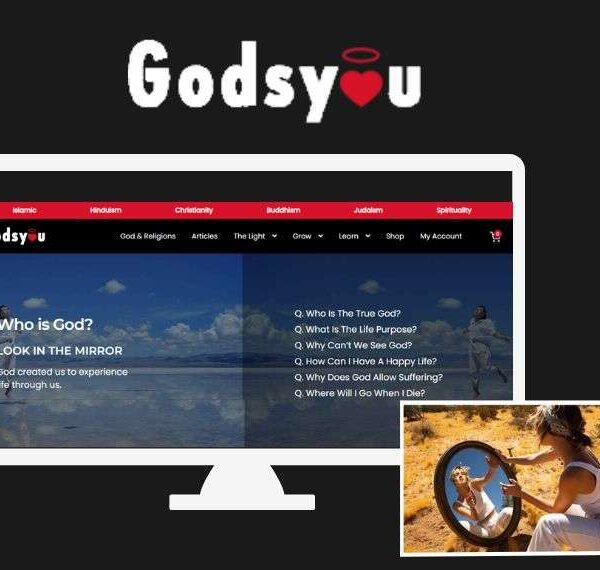 Godsyou
Islamic Hinduism Christianity Buddhism Judaism Spirituality
odsyou God & Religions Articles The Light Grow Learn Shop My Account 0
Who is God?
LOOK IN THE MIRROR
God created us to experience
life through us.
Q. Who Is The True God?
Q. What Is The Life Purpose?
Q. Why Can't We See God?
Q. How Can I Have A Happy Life?
Q. Why Does God Allow Suffering?
Q. Where Will I Go When I Die?